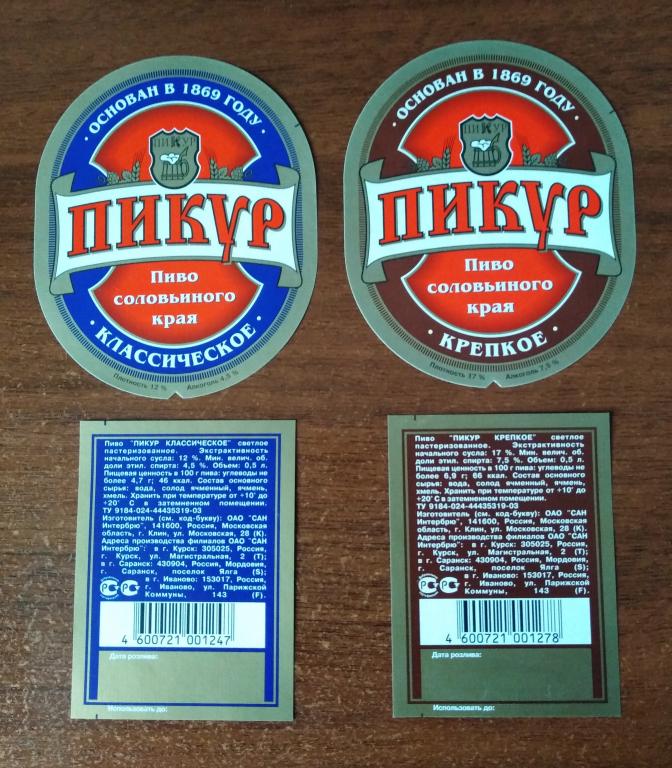 ОСНОВАН В 1869 ГОДУ
ПИКУР
ПИКУР
Пиво
соловьиного
края
КЛАССИЧЕСКОЕ
Плотность 12 % Алкоголь 4,5 %
ОСНОВАН В 1869 ГОДУ
ПИКУР
ПИКУР
Пиво
соловьиного
края
КРЕПКОЕ
Плотность 17 % Алкоголь 7,5 %
Пиво "ПИКУР КЛАССИЧЕСКОЕ" светлое
пастеризованное. Экстрактивность
начального сусла: 12 %. Мин. велич. об.
доли этил. спирта: 4,5 %. Объем: 0,5 л.
Пищевая ценность в 100 г пива: углеводы не
более 4,7 г; 46 ккал. Состав основного
сырья: вода, солод ячменный, ячмень,
хмель. Хранить при температуре от +10° до
+20° С в затемненном помещении.
ТУ 9184-024-44435319-03
Изготовитель (см. код-букву): ОАО "САН
Интербрю", 141600, Россия, Московская
область, г. Клин, ул. Московская, 28 (К).
Адреса производства филиалов ОАО "САН
Интербрю": в г. Курск: 305025, Россия,
г. Курск, ул. Магистральная, 2 (Т);
в г. Саранск: 430904, Россия, Мордовия,
г. Саранск, поселок Ялга (S);
в г. Иваново: 153017, Россия,
г. Иваново, ул. Парижской
Коммуны, 143 (F).
4 600721 001247
Дата розлива:
Использовать до:
Пиво "ПИКУР КРЕПКОЕ" светлое
пастеризованное. Экстрактивность
начального сусла: 17 %. Мин. велич. об.
доли этил. спирта: 7,5 %. Объем: 0,5 л.
Пищевая ценность в 100 г пива: углеводы не
более 6,9 г; 66 ккал. Состав основного
сырья: вода, солод ячменный, ячмень,
хмель. Хранить при температуре от +10° до
+20° С в затемненном помещении.
ТУ 9184-024-44435319-03
Изготовитель (см. код-букву): ОАО "САН
Интербрю", 141600, Россия, Московская
область, г. Клин, ул. Московская, 28 (К).
Адреса производства филиалов ОАО "САН
Интербрю": в г. Курск: 305025, Россия,
г. Курск, ул. Магистральная, 2 (Т);
в г. Саранск: 430904, Россия, Мордовия,
г. Саранск, поселок Ялга (S);
в г. Иваново: 153017, Россия,
г. Иваново, ул. Парижской
Коммуны, 143 (F).
4 600721 001278
Дата розлива:
Использовать до: